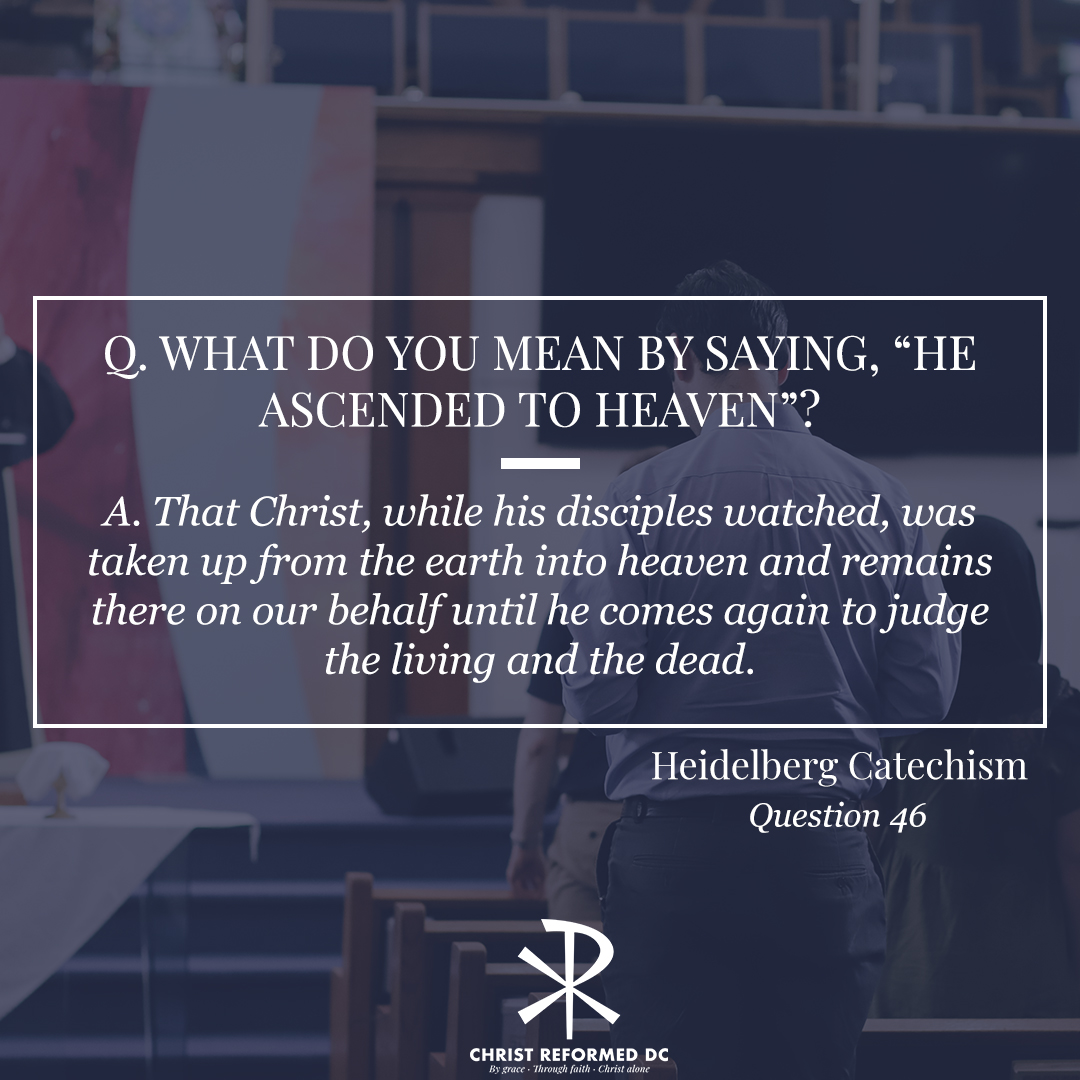 Q. WHAT DO YOU MEAN BY SAYING, “HE
ASCENDED TO HEAVEN”?
A. That Christ, while his disciples watched, was
taken up from the earth into heaven and remains
there on our behalf until he comes again to judge
the living and the dead.
Heidelberg Catechism
Question 46
CHRIST REFORMED DC
By grace · Through faith · Christ alone